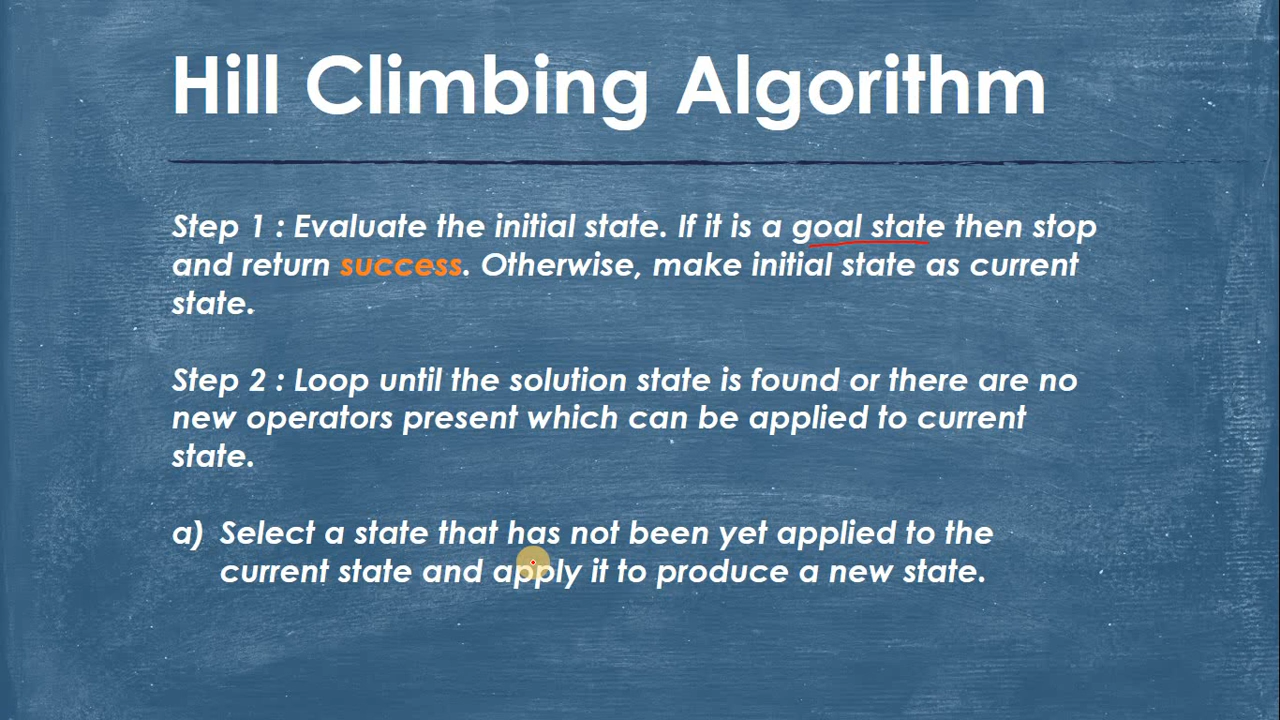 Hill Climbing Algorithm
Step 1 : Evaluate the initial state. If it is a goal state then stop
and return success. Otherwise, make initial state as current
state.
Step 2 : Loop until the solution state is found or there are no
new operators present which can be applied to current
state.
a) Select a state that has not been yet applied to the
current state and apply it to produce a new state.